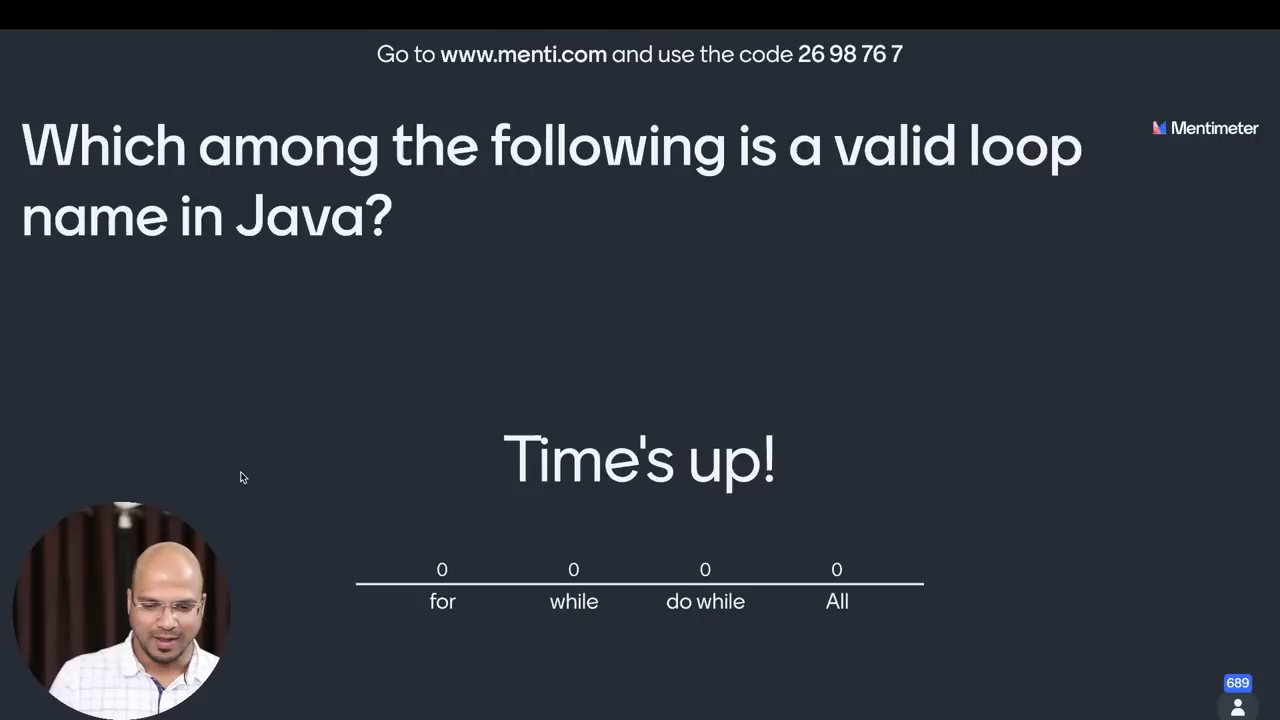 Go to www.menti.com and use the code 26 98 76 7
Mentimeter
Which among the following is a valid loop
name in Java?
Time's up!
0 0 0 0
for while do while All
689